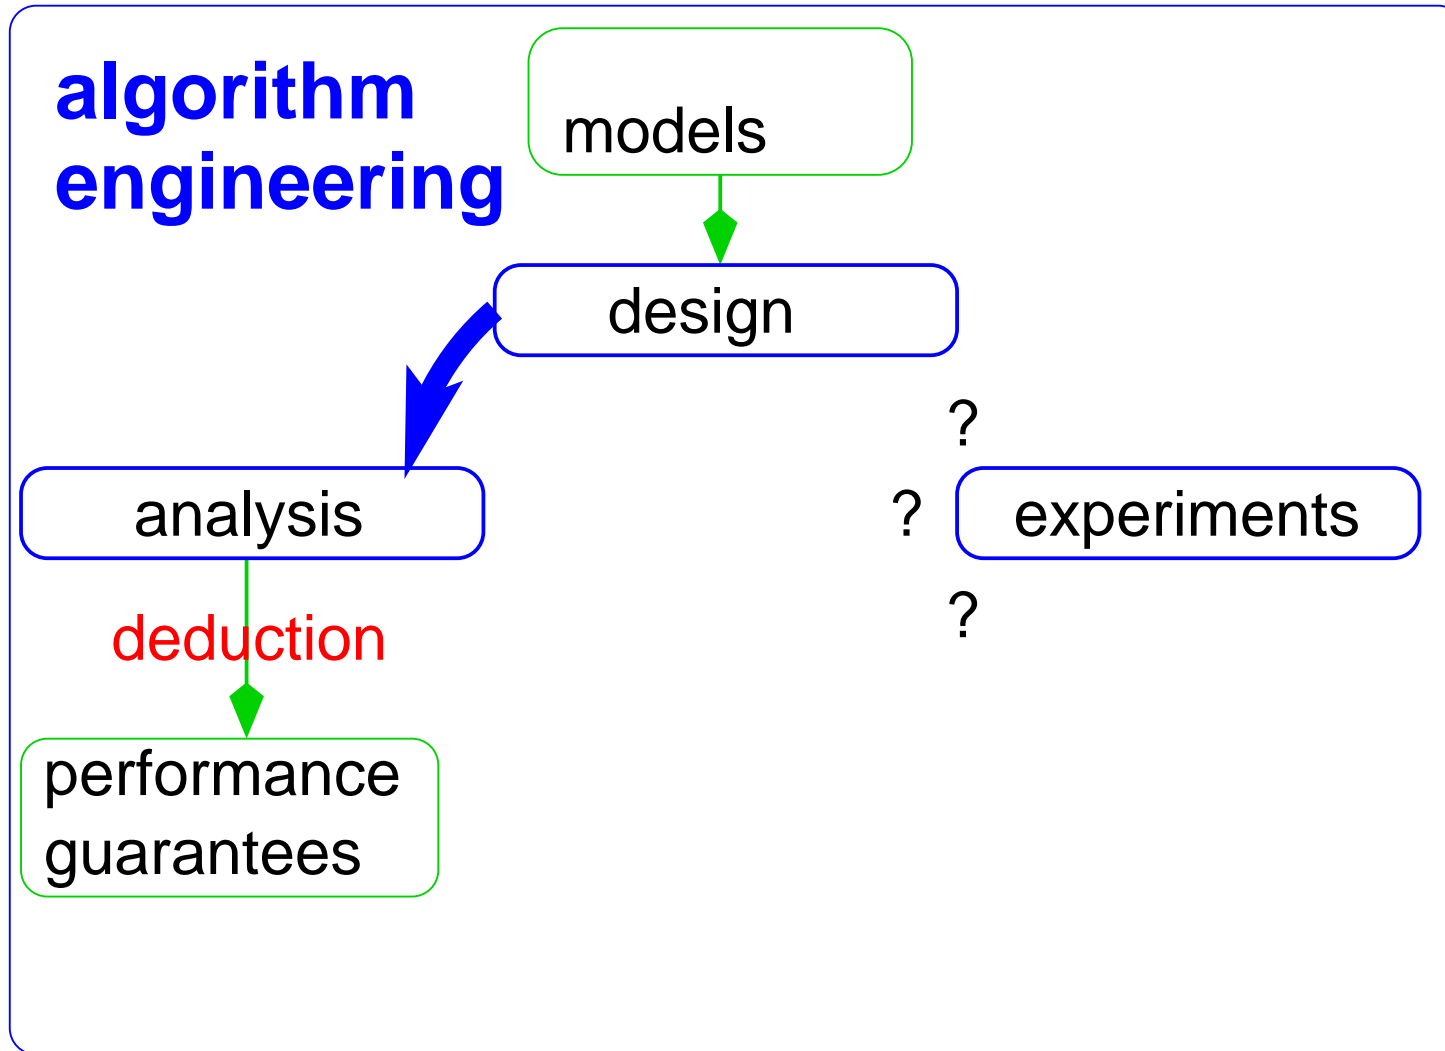 algorithm
engineering
models
design
?
analysis
?
experiments
?
deduction
performance
guarantees